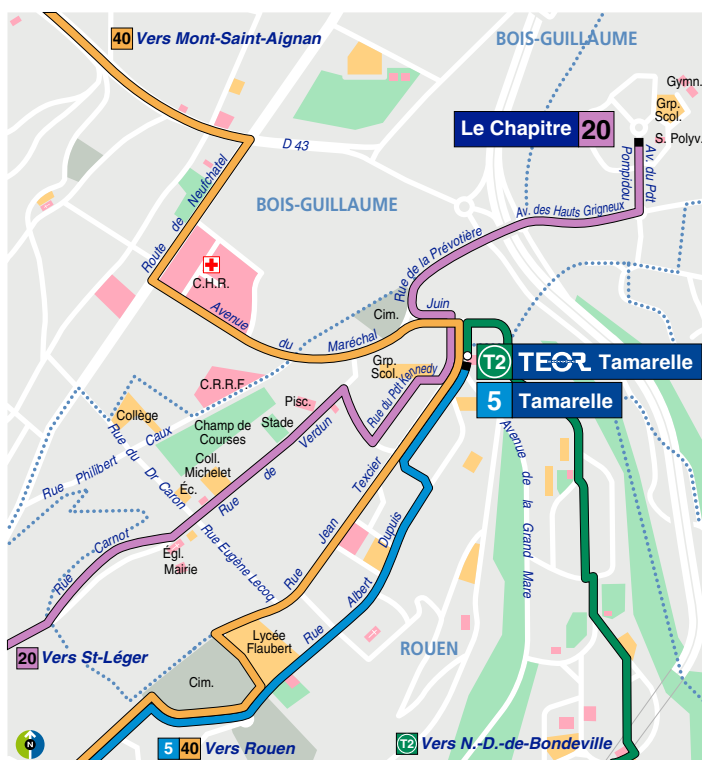 40 Vers Mont-Saint-Aignan
BOIS-GUILLAUME
Gymn.
Grp.
Scol.
Le Chapitre 20
S. Polyv.
D 43
Av. du Pdt
Pompidou
Route de Neufchatel
BOIS-GUILLAUME
Av. des Hauts Grigneux
Rue de la Prévotière
C.H.R.
Avenue du Maréchal Juin
Cim.
T2 TEOR Tamarelle
Grp.
Scol.
C.R.R.F.
Rue du Pdt Kennedy
5 Tamarelle
Pisc.
Collège
Stade
Champ de
Courses
Rue de Verdun
Avenue de la Grand Mare
Rue Philibert Caux
Rue du Dr Caron
Coll.
Michelet
Éc.
Rue Jean Texcier
Rue Albert Dupuis
Rue Carnot
Égl.
Mairie
Rue Eugène Lecoq
Lycée
Flaubert
ROUEN
20 Vers St-Léger
Cim.
N
5 40 Vers Rouen
T2 Vers N.-D.-de-Bondeville